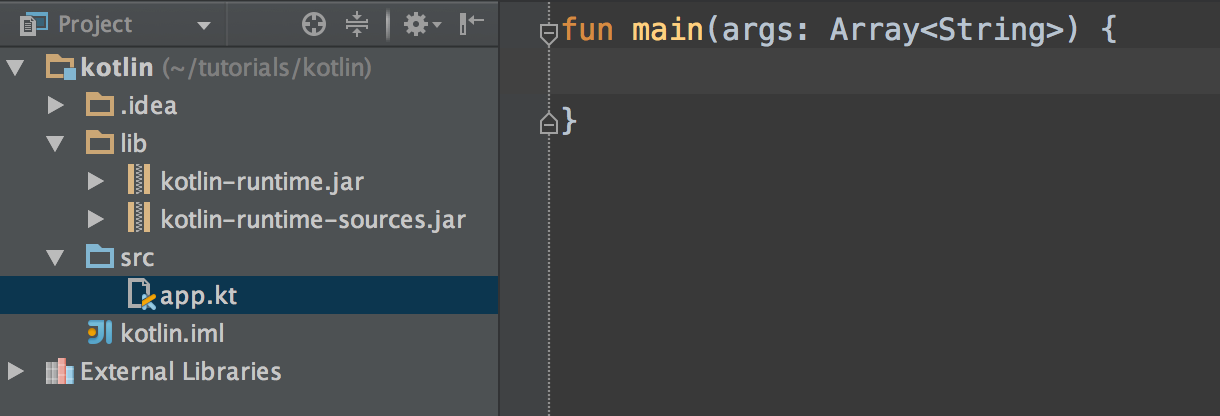 Project
kotlin (~/tutorials/kotlin)
.idea
lib
kotlin-runtime.jar
kotlin-runtime-sources.jar
src
app.kt
kotlin.iml
External Libraries
fun main(args: Array<String>) {
}